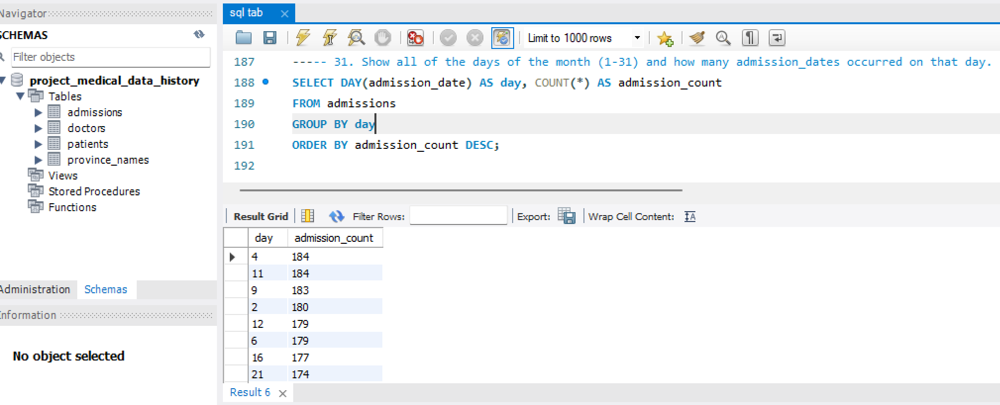 Navigator
SCHEMAS
Filter objects
project_medical_data_history
Tables
admissions
doctors
patients
province_names
Views
Stored Procedures
Functions
Administration Schemas
Information
No object selected
sql tab
Limit to 1000 rows
187 ----- 31. Show all of the days of the month (1-31) and how many admission_dates occurred on that day.
188 SELECT DAY(admission_date) AS day, COUNT(*) AS admission_count
189 FROM admissions
190 GROUP BY day
191 ORDER BY admission_count DESC;
192
Result Grid Filter Rows: Export: Wrap Cell Content:
day admission_count
4 184
11 184
9 183
2 180
12 179
6 179
16 177
21 174
Result 6